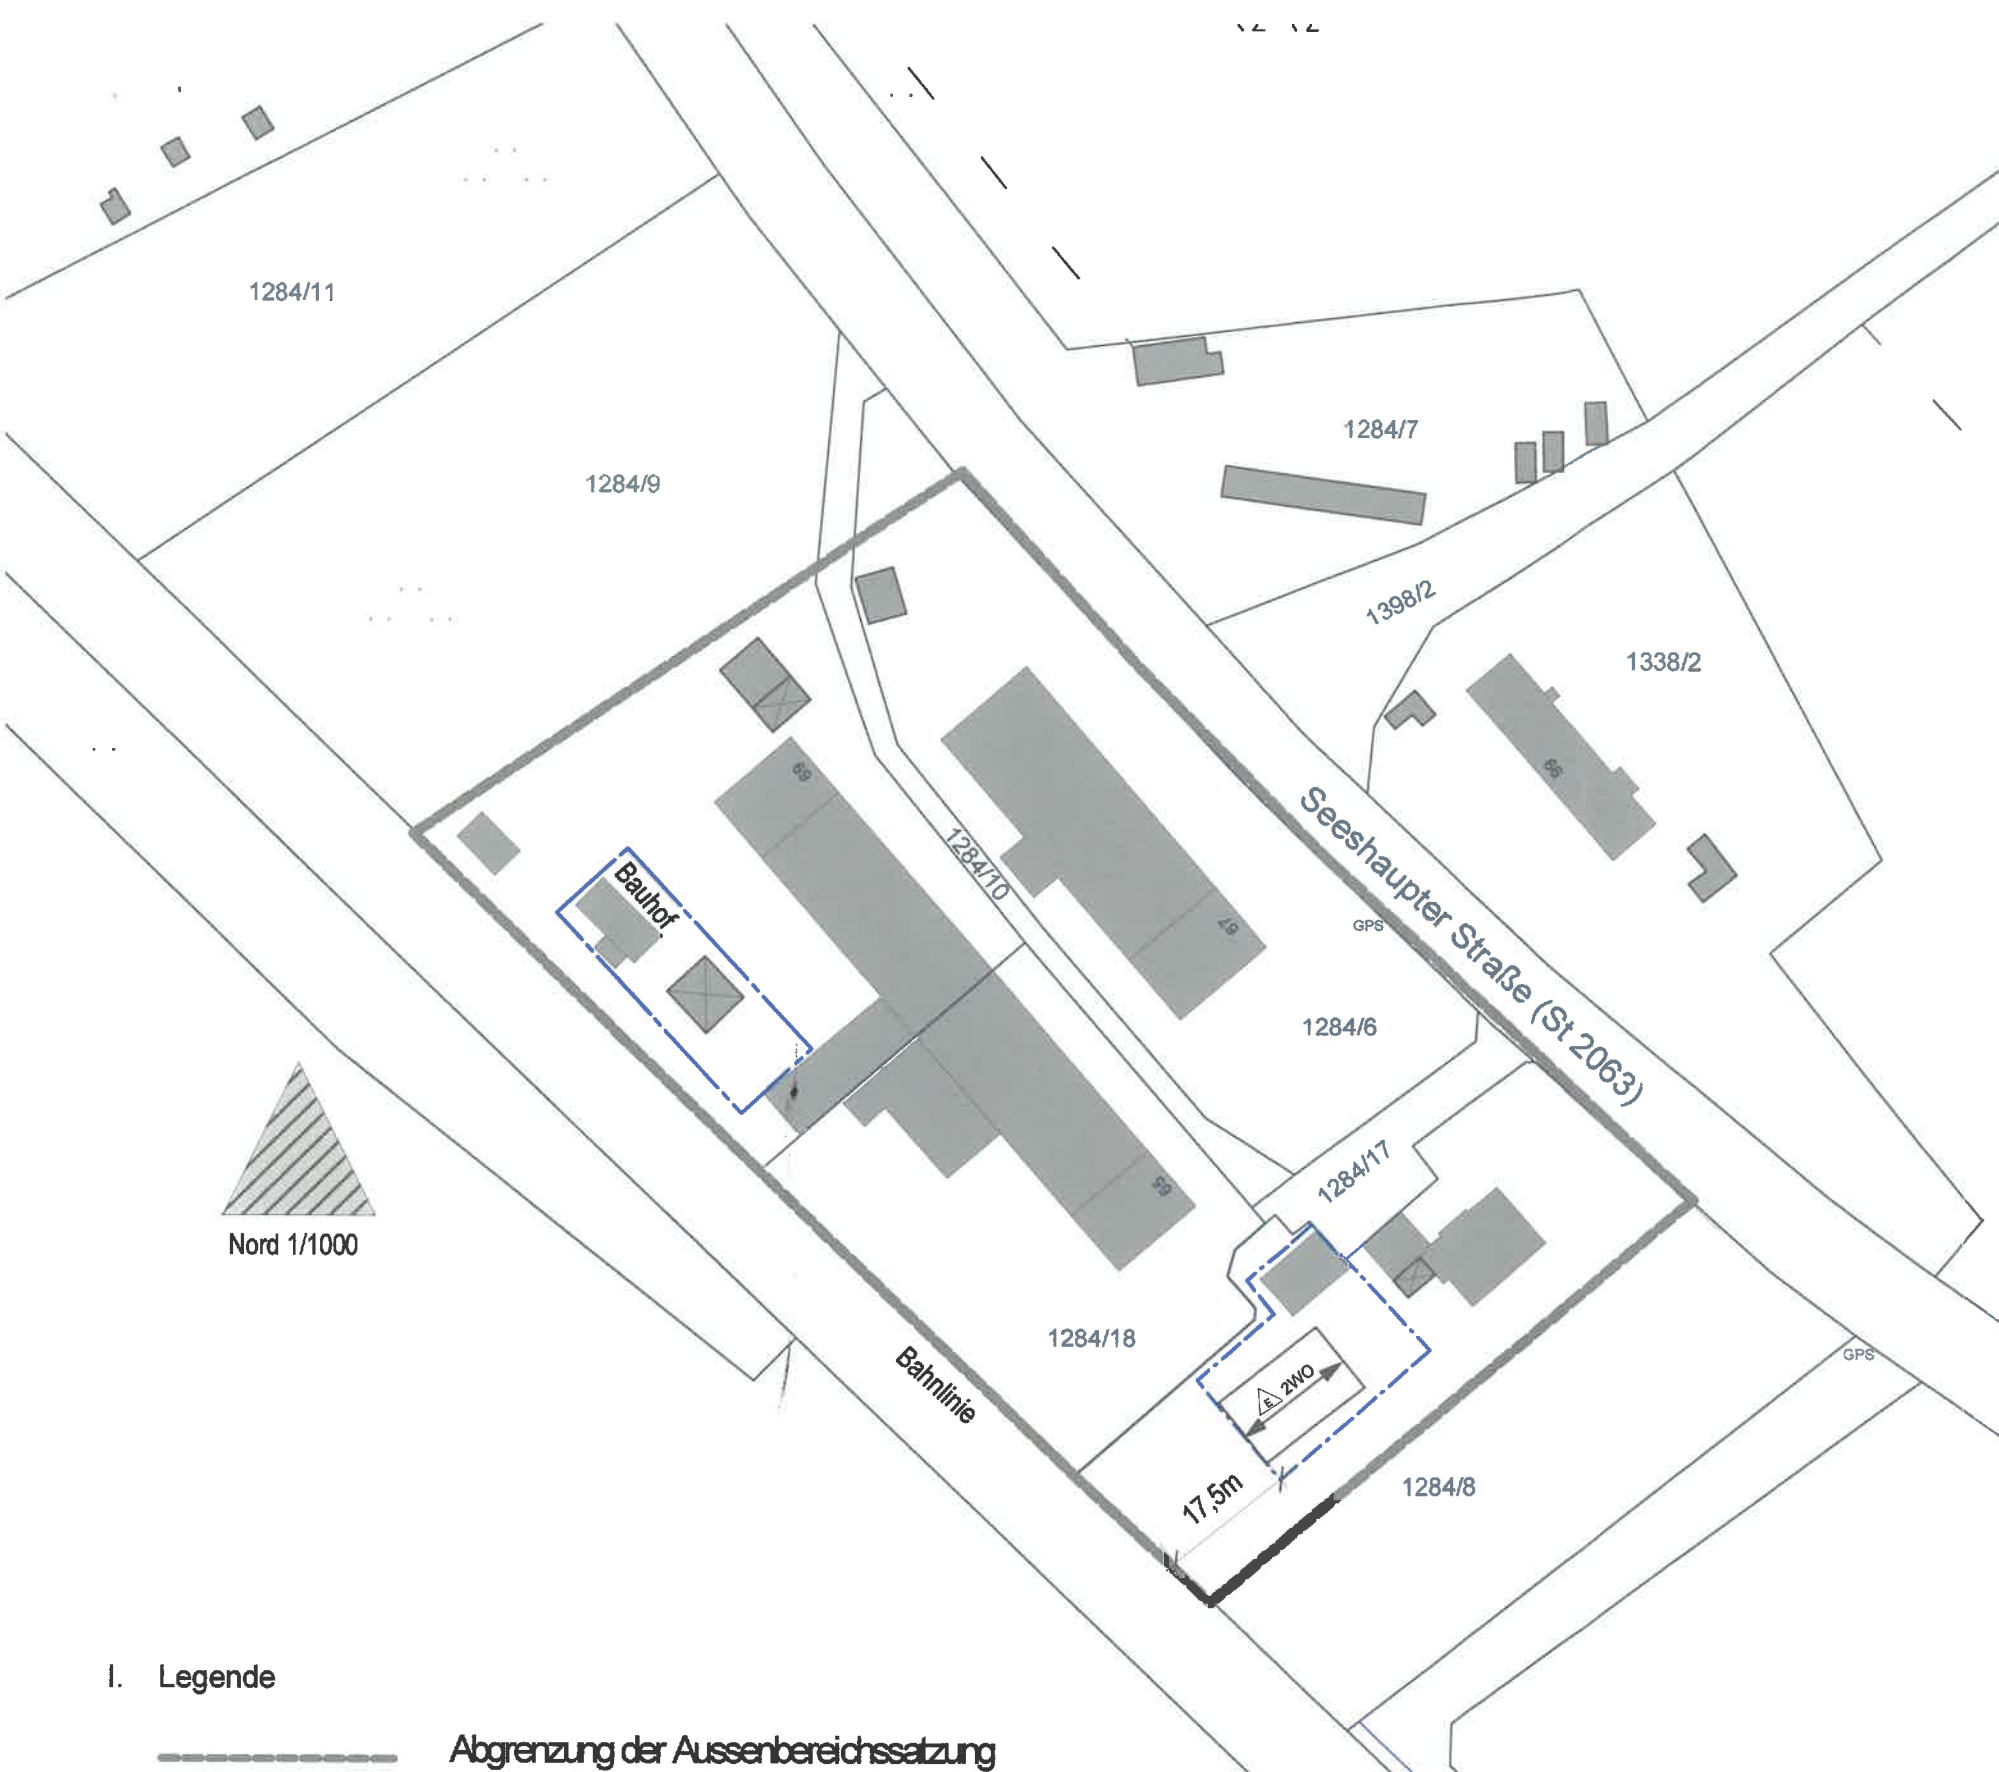 1284/11
1284/7
1284/9
1398/2
1338/2
69
66
Bauhof
1284/10
Seeshaupter Straße (St 2063)
67
GPS
1284/6
1284/17
65
Nord 1/1000
1284/18
Bahnlinie
E 2WO
GPS
17,5m
1284/8
I. Legende
Abgrenzung der Aussenbereichssatzung